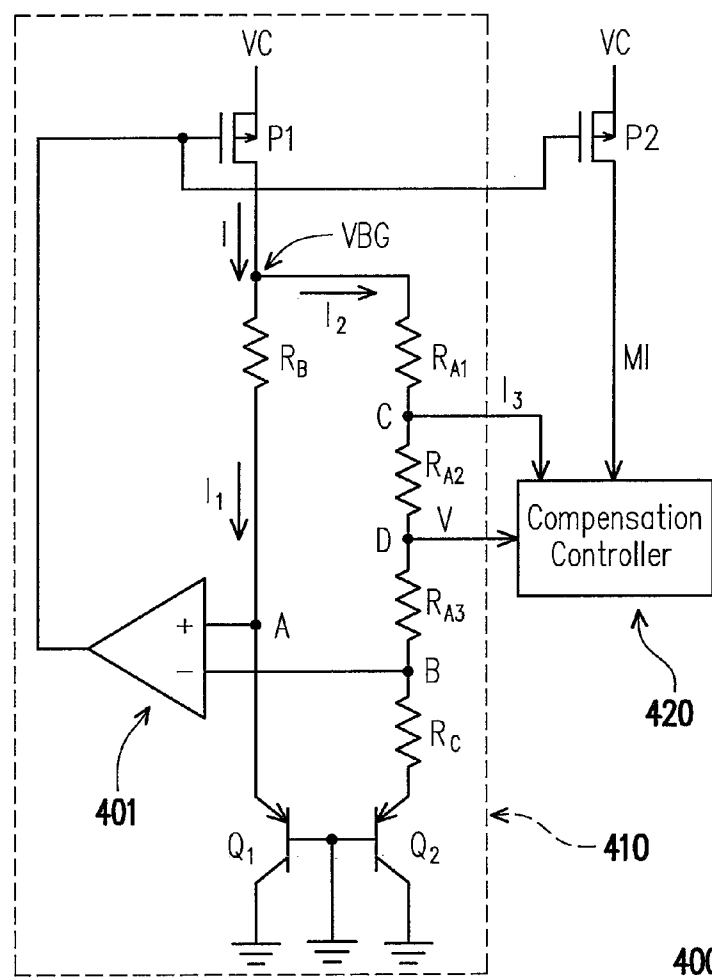 VC
VC
P1
P2
I
VBG
I2
RB
RA1
MI
C
I3
RA2
I1
D
V
Compensation
Controller
+
A
RA3
−
B
420
RC
401
410
Q1
Q2
400